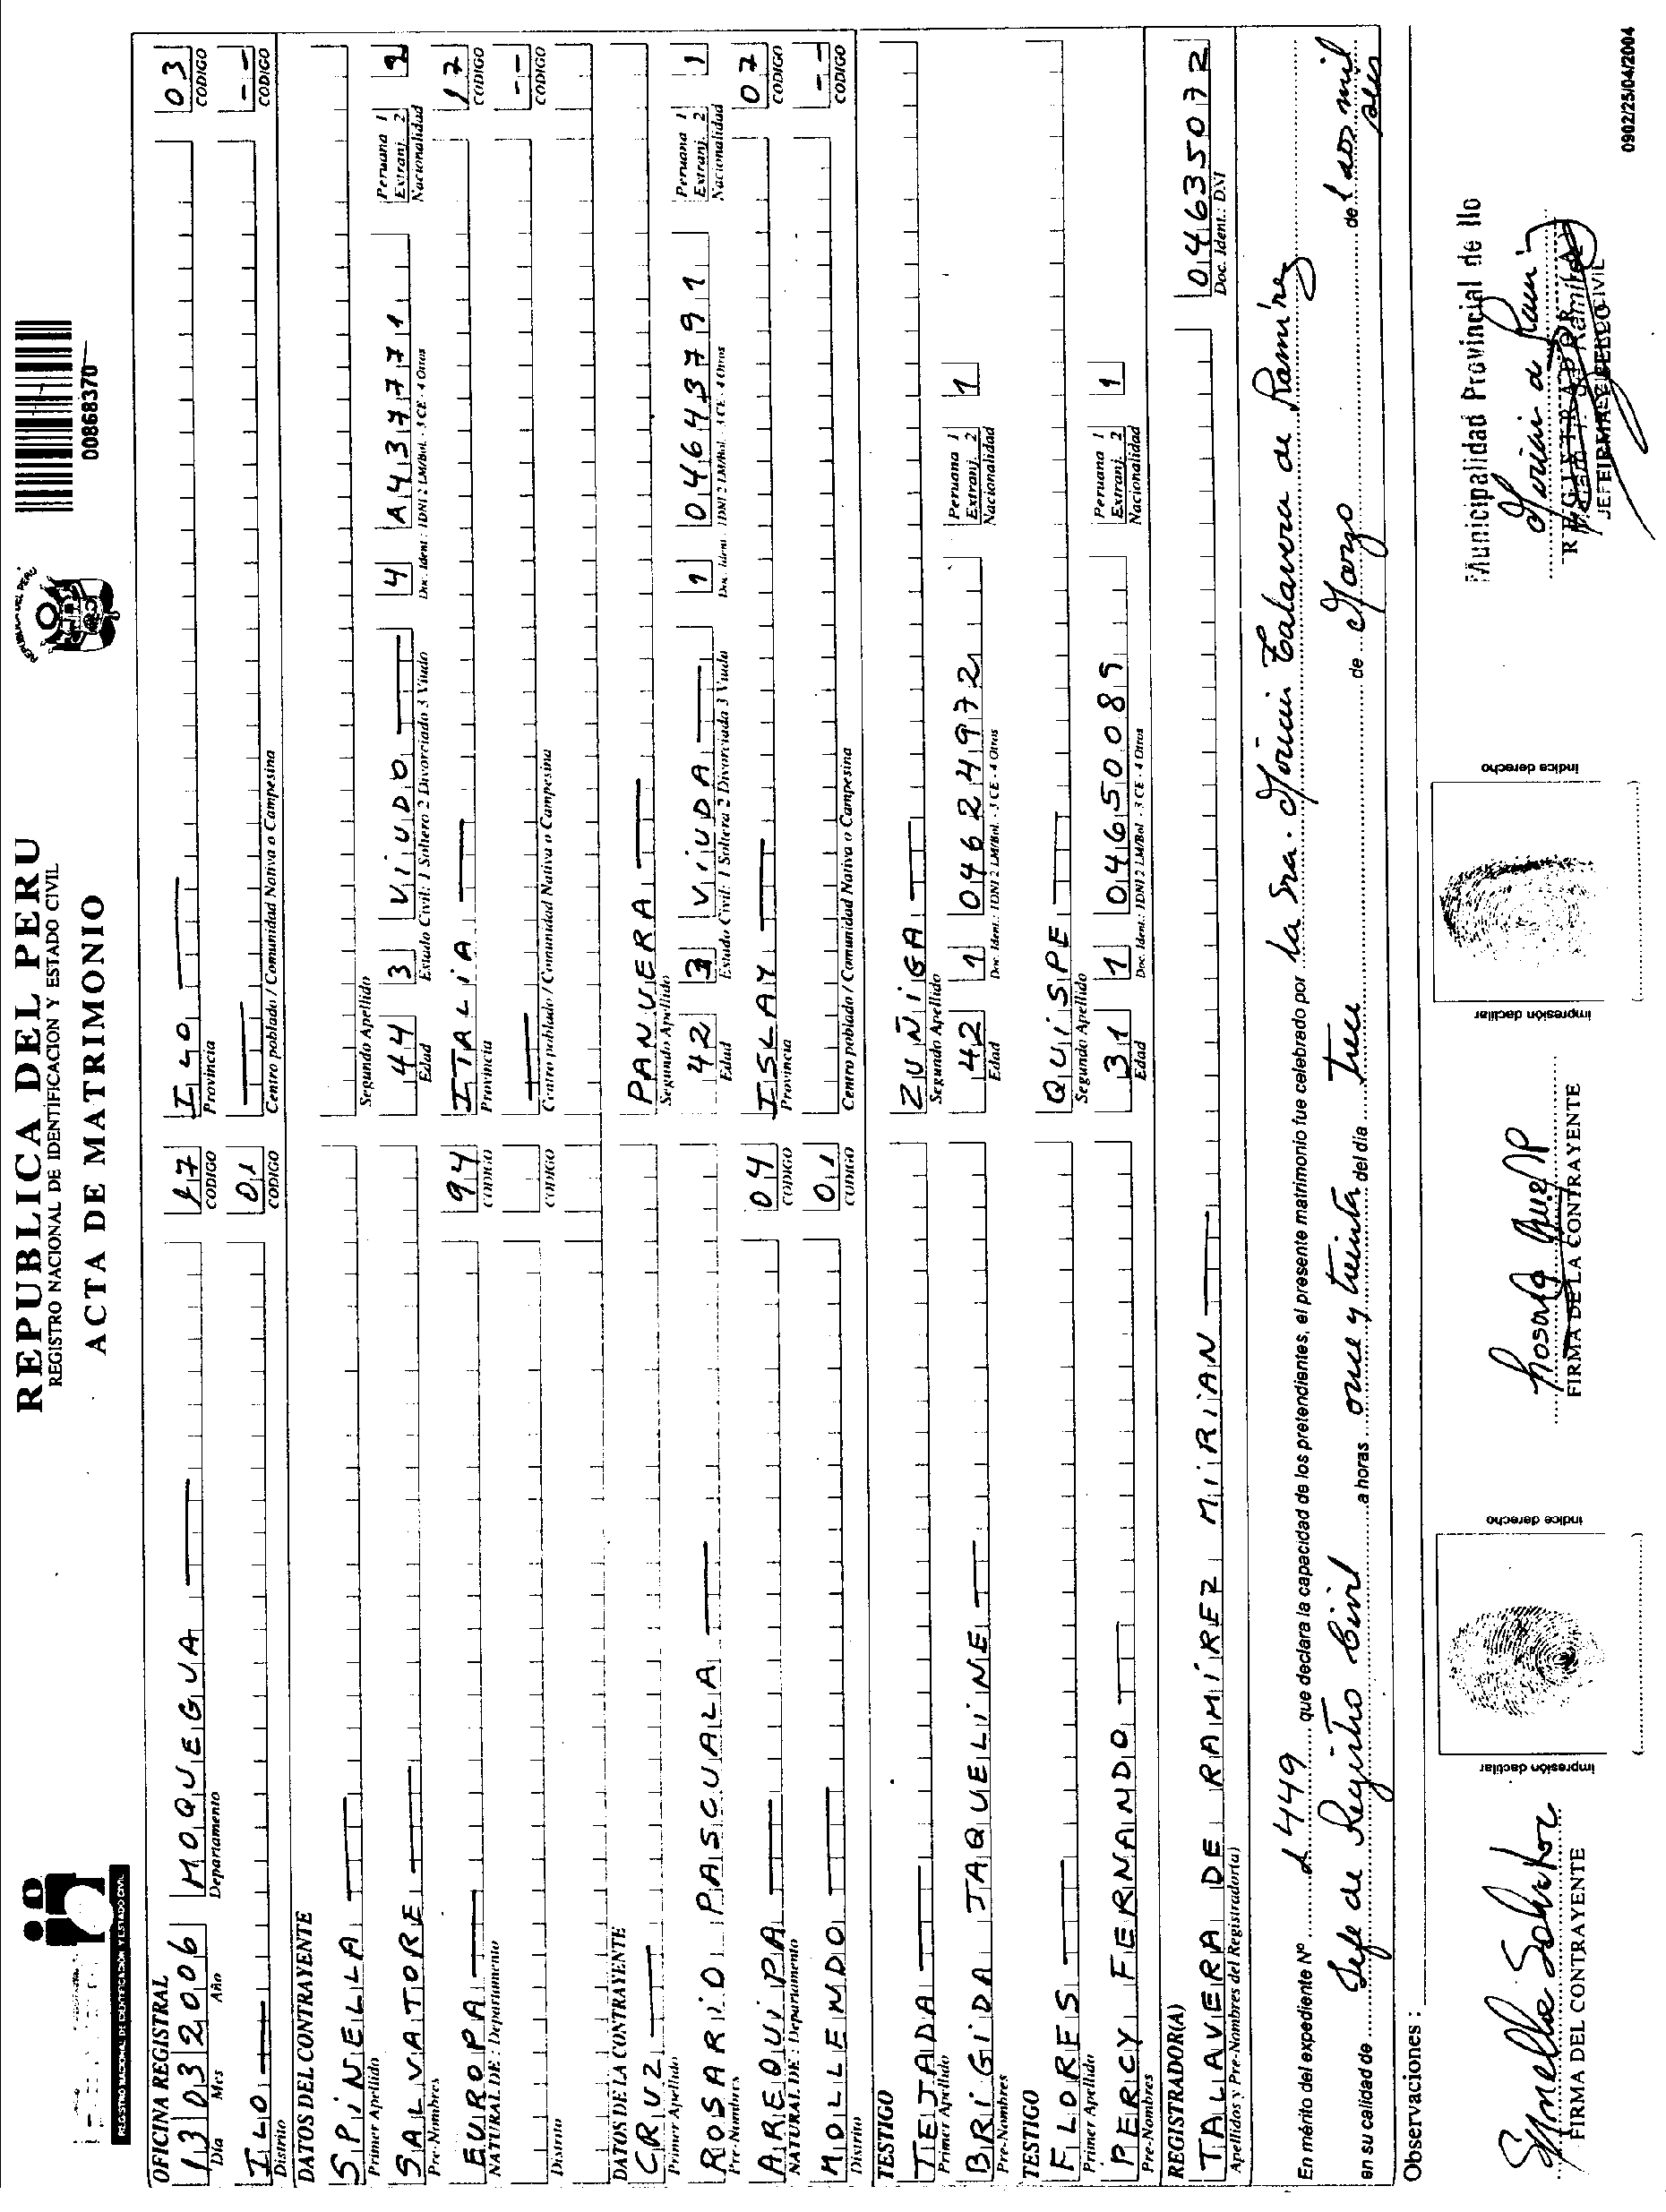 REPUBLICA DEL PERU
REGISTRO NACIONAL DE IDENTIFICACION Y ESTADO CIVIL
ACTA DE MATRIMONIO
REGISTRO NACIONAL DE IDENTIFICACION Y ESTADO CIVIL
REPUBLICA DEL PERU
00868370
OFICINA REGISTRAL
13 03 2006 MOQUEGUA 17 ILO 03
Día Mes Año Departamento CODIGO Provincia CODIGO
ILO 01 --
Distrito CODIGO Centro poblado / Comunidad Nativa o Campesina CODIGO
DATOS DEL CONTRAYENTE
SPiNELLA
Primer Apellido Segundo Apellido
SALVATORE 44 3 ViUDO 4 A437771 Peruana 1 Extranj. 2 2
Pre-Nombres Edad Estado Civil: 1 Soltero 2 Divorciado 3 Viudo Doc. Ident.: 1DNI 2 LM/Bol. - 3 CE - 4 Otros Nacionalidad
EUROPA 94 ITALiA 17
NATURAL DE : Departamento CODIGO Provincia CODIGO
--
Distrito CODIGO Centro poblado / Comunidad Nativa o Campesina CODIGO
DATOS DE LA CONTRAYENTE
CRUZ PANUERA
Primer Apellido Segundo Apellido
ROSARiO PASCUALA 42 3 ViUDA 1 04643791 Peruana 1 Extranj. 2 1
Pre-Nombres Edad Estado Civil: 1 Soltera 2 Divorciada 3 Viuda Doc. Ident.: 1DNI 2 LM/Bol. - 3 CE - 4 Otros Nacionalidad
AREQUiPA 04 ISLAY 07
NATURAL DE : Departamento CODIGO Provincia CODIGO
MOLLENDO 01 --
Distrito CODIGO Centro poblado / Comunidad Nativa o Campesina CODIGO
TESTIGO
TEJADA ZUÑiGA
Primer Apellido Segundo Apellido
BRiGiDA JAQUELiNE 42 1 04624972 Peruana 1 Extranj. 2 1
Pre-Nombres Edad Doc. Ident.: 1DNI 2 LM/Bol. - 3 CE - 4 Otros Nacionalidad
TESTIGO
FLORES QUiSPE
Primer Apellido Segundo Apellido
PERCY FERNANDO 31 1 04650089 Peruana 1 Extranj. 2 1
Pre-Nombres Edad Doc. Ident.: 1DNI 2 LM/Bol. - 3 CE - 4 Otros Nacionalidad
REGISTRADOR(A)
TALAVERA DE RAMiREZ MiRiAN 04635072
Apellidos y Pre-Nombres del Registrador(a) Doc. Ident.: DNI
En mérito del expediente Nº 1449 que declara la capacidad de los pretendientes, el presente matrimonio fue celebrado por la Sra. Mirian Talavera de Ramírez
en su calidad de Jefe de Registro Civil a horas once y treinta del día trece de Marzo de dos mil seis
Observaciones :
Municipalidad Provincial de Ilo
FIRMA DEL CONTRAYENTE
impresión dactilar índice derecho
FIRMA DE LA CONTRAYENTE
impresión dactilar índice derecho
REGISTRADOR
0902/25/04/2004